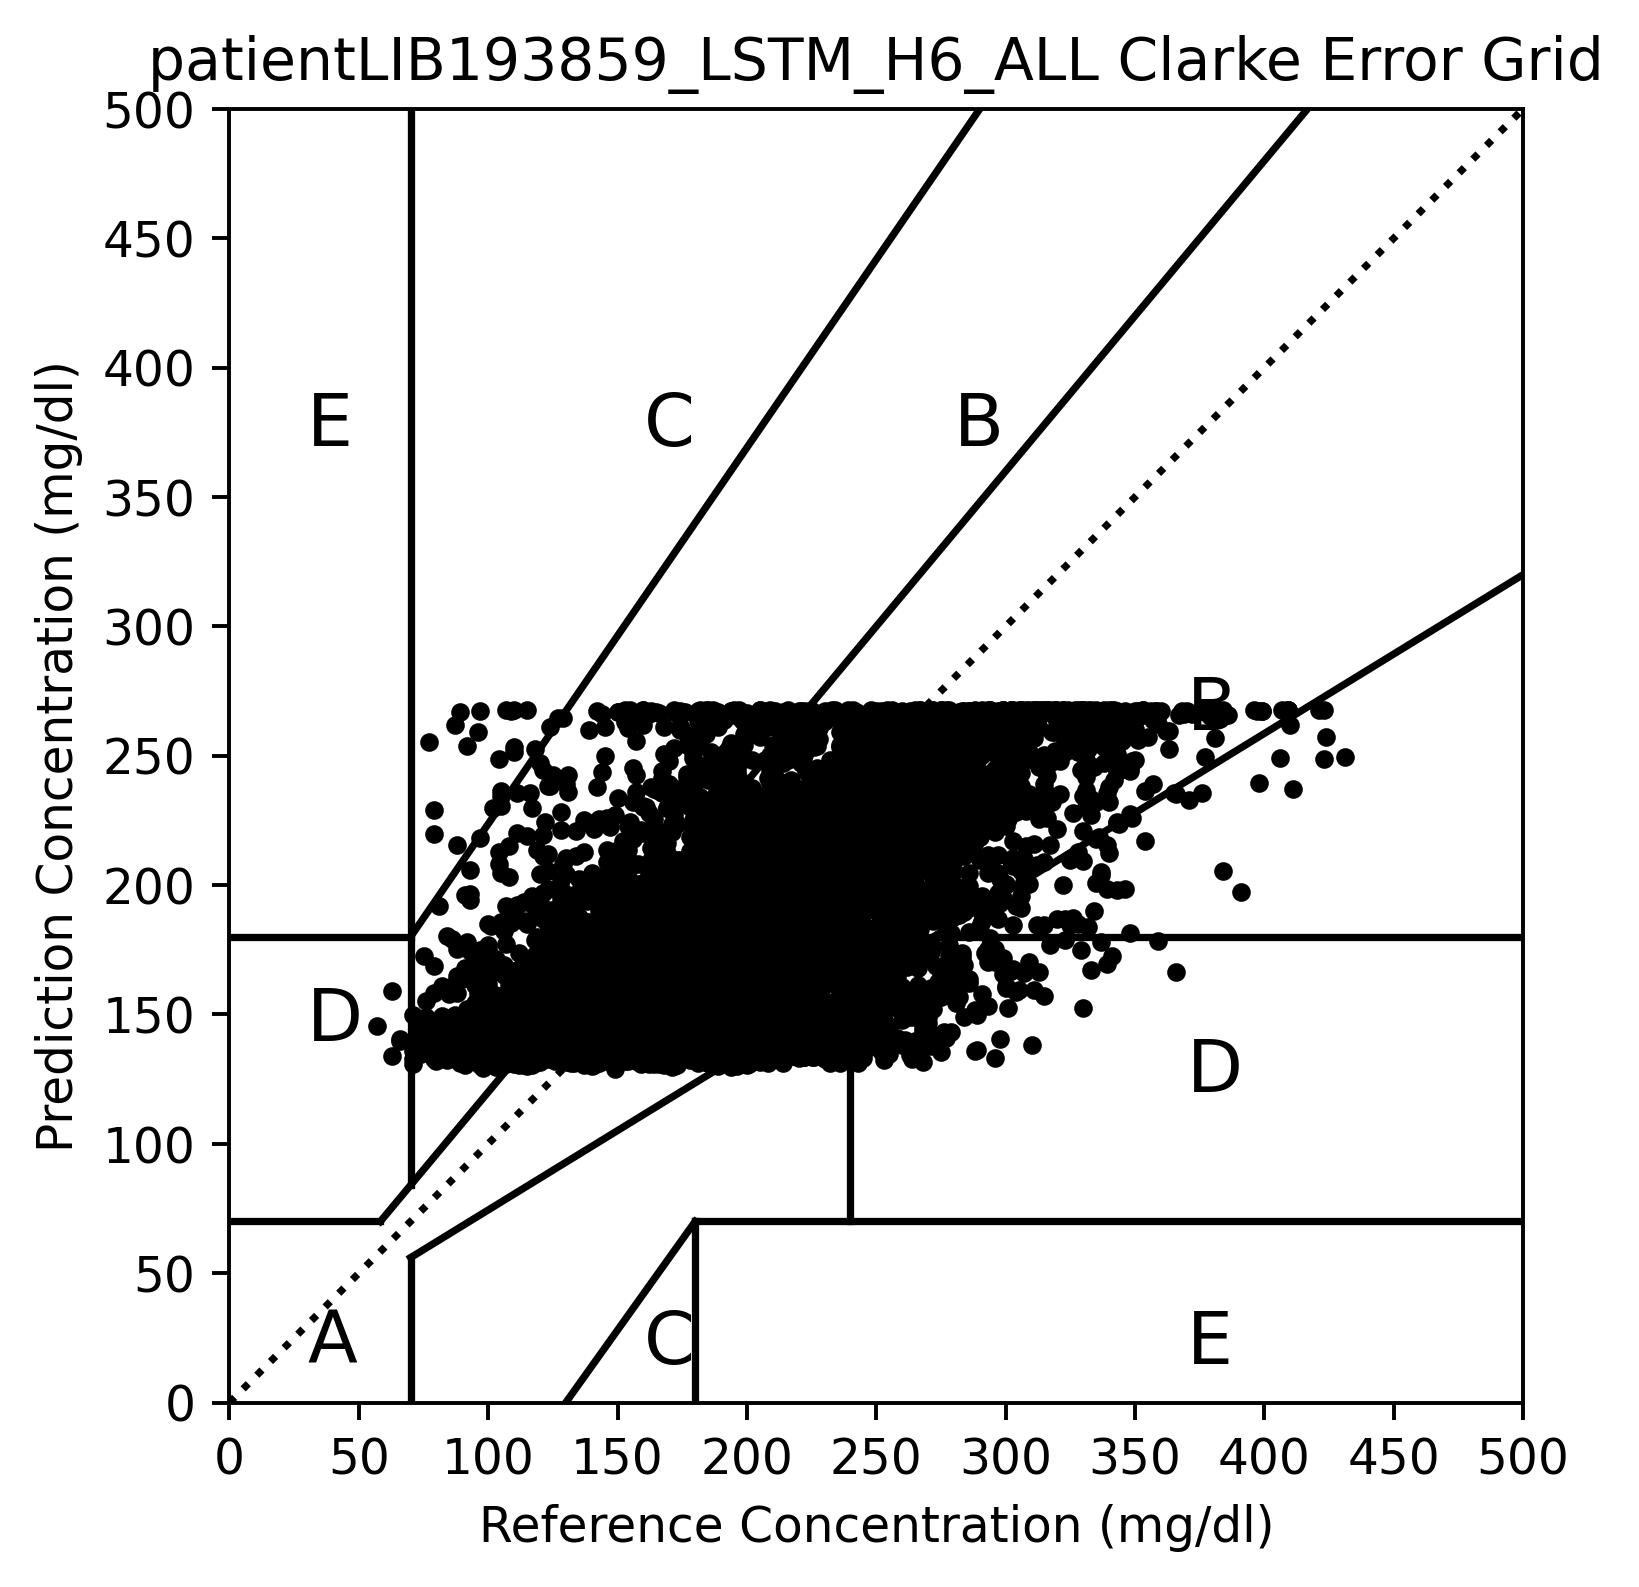 patientLIB193859_LSTM_H6_ALL Clarke Error Grid
Prediction Concentration (mg/dl)
500
450
400
350
300
250
200
150
100
50
0
E
C
B
B
D
D
A
C
E
0 50 100 150 200 250 300 350 400 450 500
Reference Concentration (mg/dl)